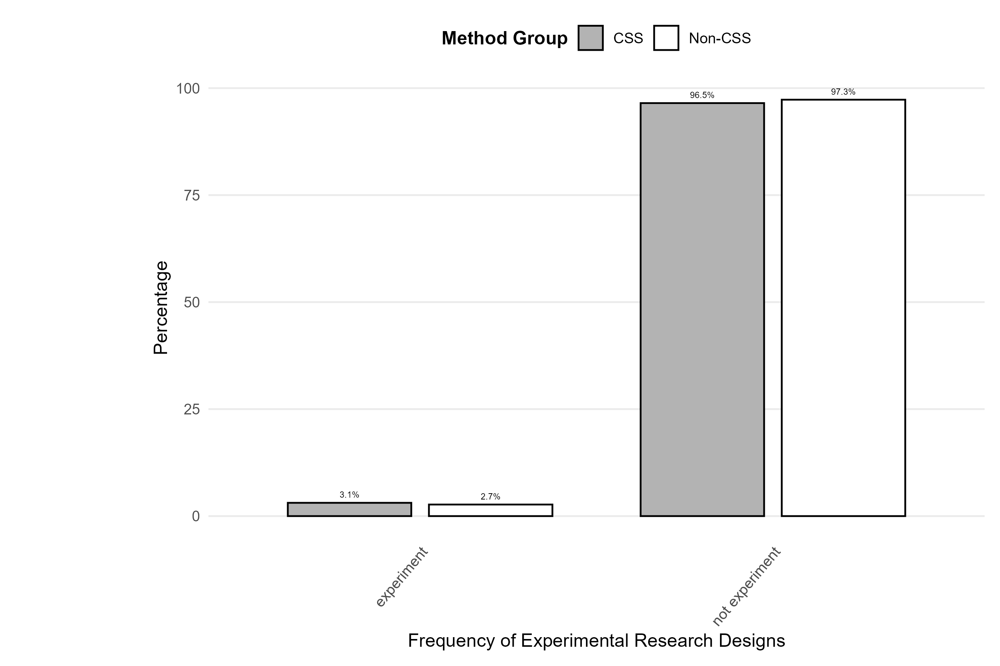 Method Group CSS Non-CSS
100
75
50
25
0
Percentage
96.5%
97.3%
3.1%
2.7%
experiment
not experiment
Frequency of Experimental Research Designs